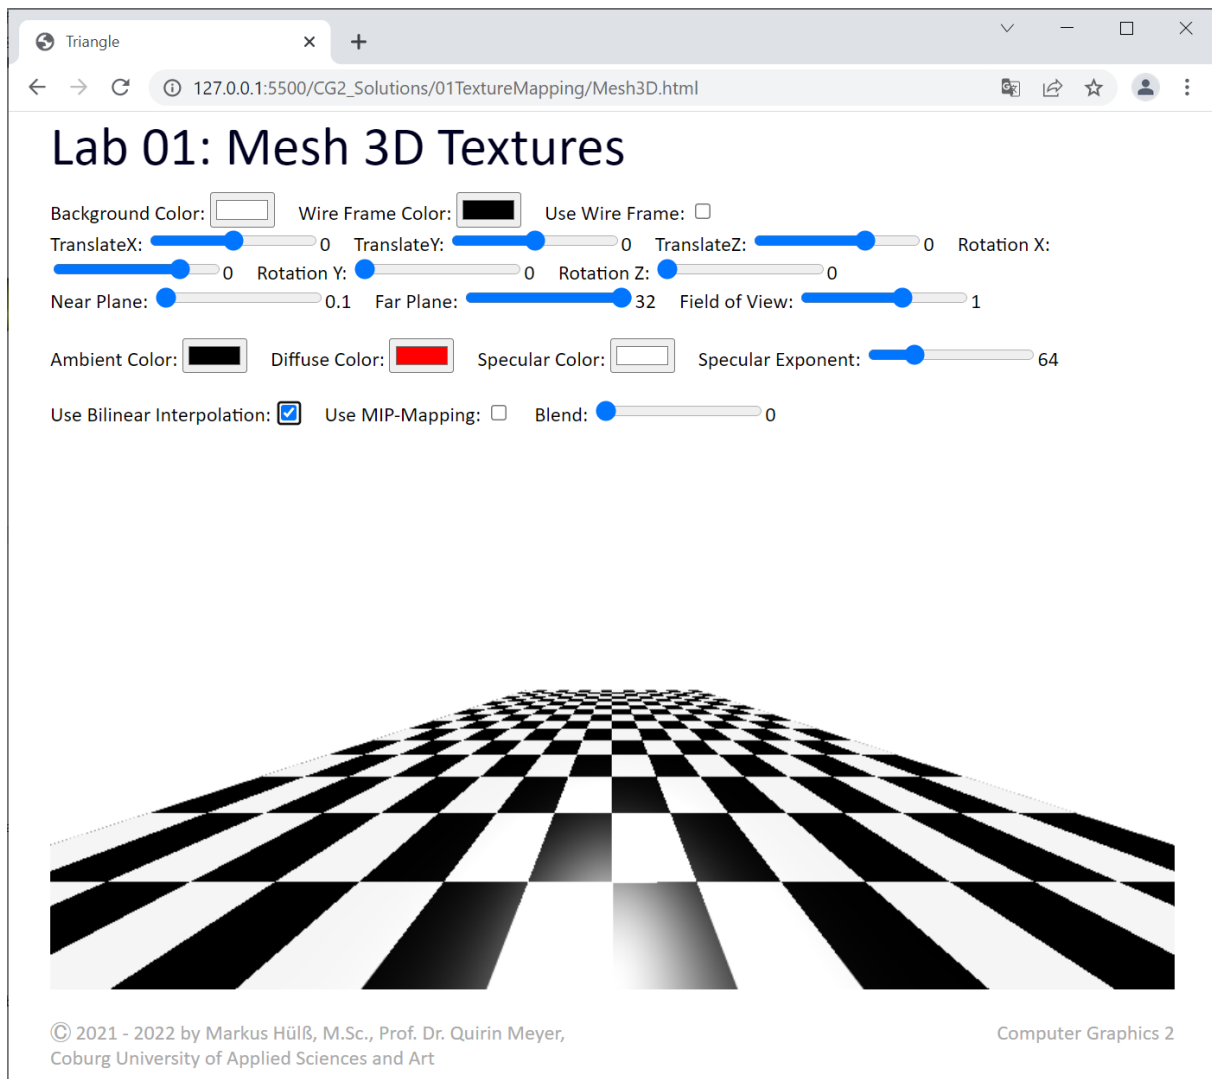 Triangle
127.0.0.1:5500/CG2_Solutions/01TextureMapping/Mesh3D.html
Lab 01: Mesh 3D Textures
Background Color: Wire Frame Color: Use Wire Frame:
TranslateX: 0 TranslateY: 0 TranslateZ: 0 Rotation X:
0 Rotation Y: 0 Rotation Z: 0
Near Plane: 0.1 Far Plane: 32 Field of View: 1
Ambient Color: Diffuse Color: Specular Color: Specular Exponent: 64
Use Bilinear Interpolation: Use MIP-Mapping: Blend: 0
© 2021 - 2022 by Markus Hülß, M.Sc., Prof. Dr. Quirin Meyer, Computer Graphics 2
Coburg University of Applied Sciences and Art